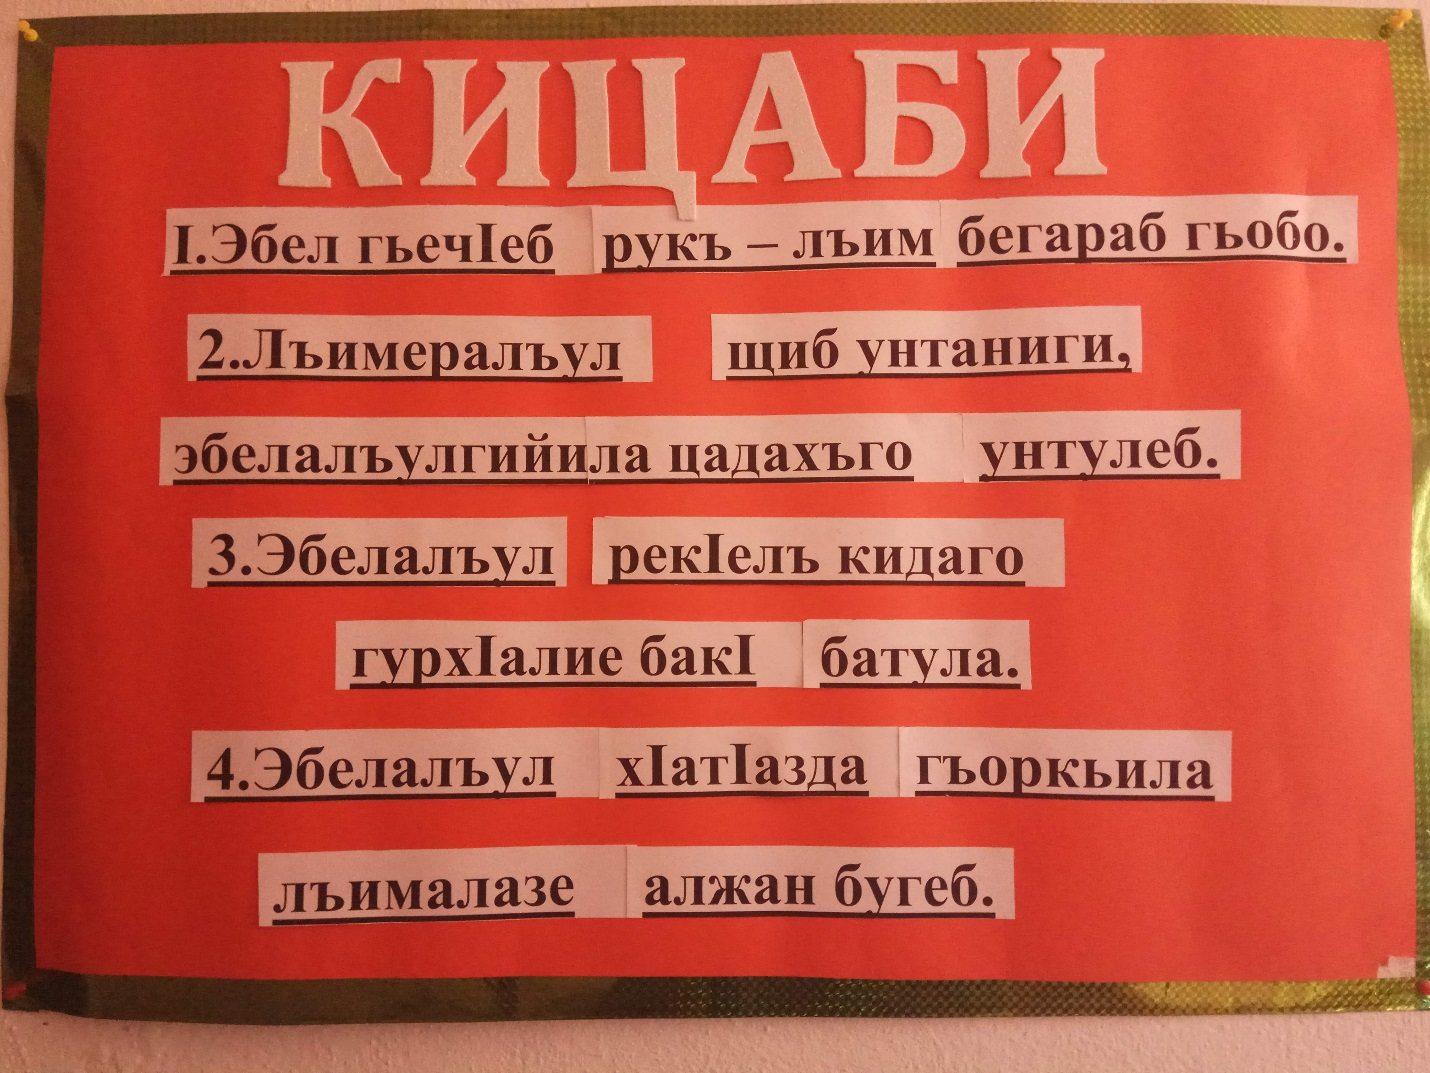 КИЦАБИ
I.Эбел гьечIеб рукъ – лъим бегараб гьобо.
2.Лъимералъул щиб унтаниги,
эбелалъулгийила цадахъго унтулеб.
3.Эбелалъул рекIелъ кидаго
гурхIалие бакI батула.
4.Эбелалъул хIатIазда гъоркьила
лъималазе алжан бугеб.